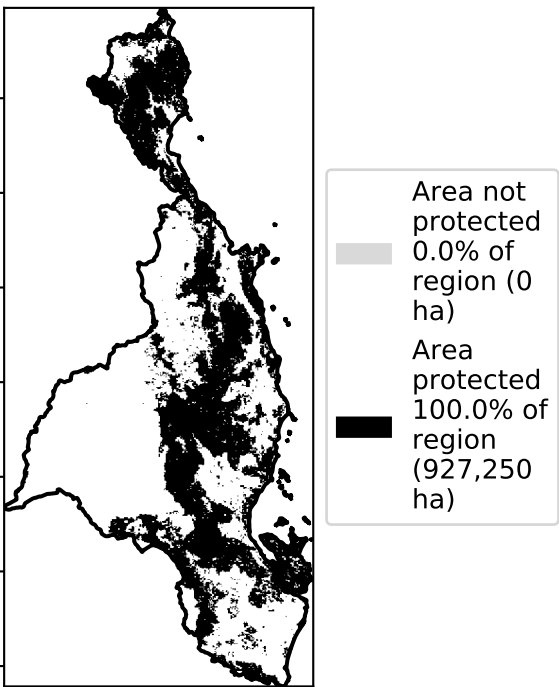 Area not
protected
0.0% of
region (0
ha)
Area
protected
100.0% of
region
(927,250
ha)